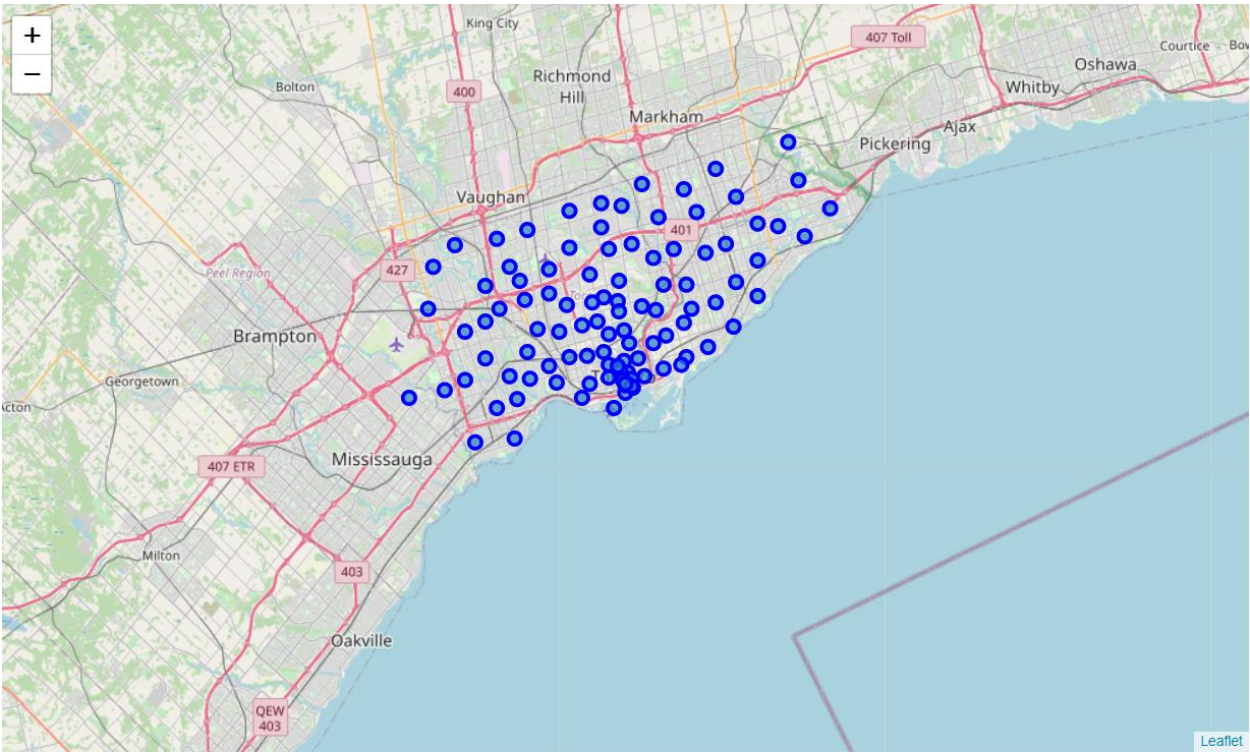 +
−
King City
407 Toll
Courtice
Oshawa
Richmond
Hill
Bolton
400
Whitby
Markham
Ajax
Pickering
Vaughan
401
427
Peel Region
Brampton
Georgetown
Mississauga
407 ETR
Milton
403
Oakville
QEW
403
Leaflet